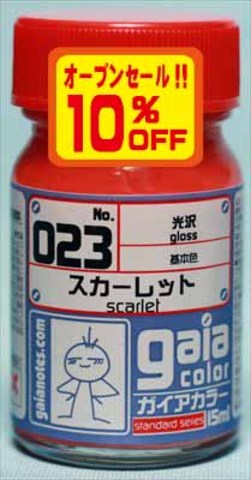 オープンセール!!
10%
OFF
No.
023
光沢
gloss
基本色
スカーレット
scarlet
gaianotes.com
gaia
color
ガイアカラー
standard series
15ml